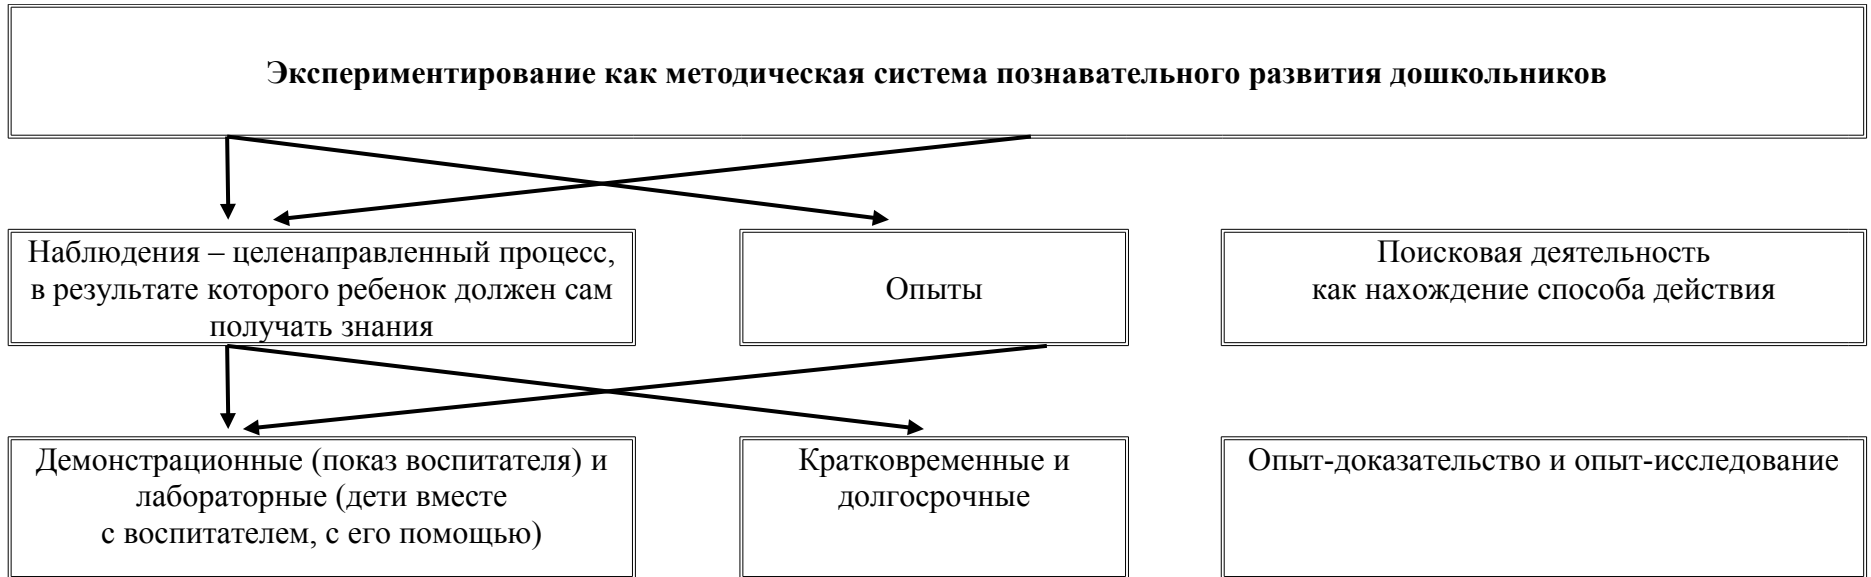 Экспериментирование как методическая система познавательного развития дошкольников
Наблюдения – целенаправленный процесс,
в результате которого ребенок должен сам
получать знания
Опыты
Поисковая деятельность
как нахождение способа действия
Демонстрационные (показ воспитателя) и
лабораторные (дети вместе
с воспитателем, с его помощью)
Кратковременные и
долгосрочные
Опыт-доказательство и опыт-исследование